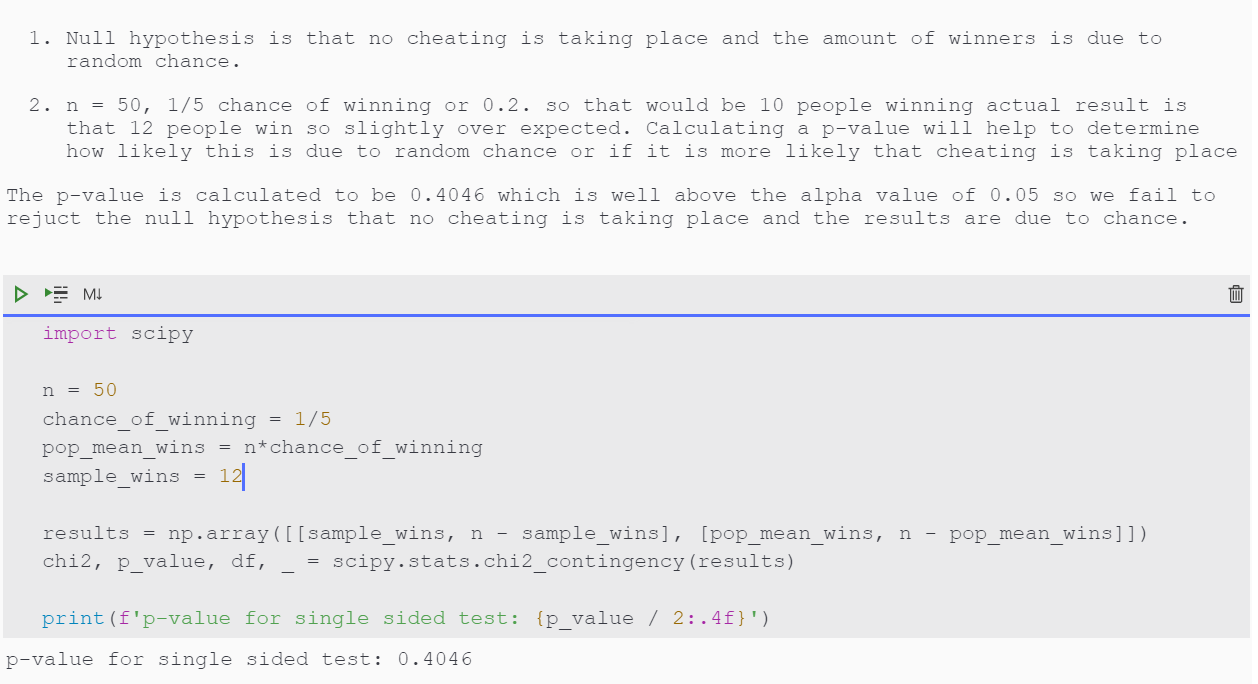 1. Null hypothesis is that no cheating is taking place and the amount of winners is due to
random chance.
2. n = 50, 1/5 chance of winning or 0.2. so that would be 10 people winning actual result is
that 12 people win so slightly over expected. Calculating a p-value will help to determine
how likely this is due to random chance or if it is more likely that cheating is taking place
The p-value is calculated to be 0.4046 which is well above the alpha value of 0.05 so we fail to
rejuct the null hypothesis that no cheating is taking place and the results are due to chance.
M↓
import scipy
n = 50
chance_of_winning = 1/5
pop_mean_wins = n*chance_of_winning
sample_wins = 12
results = np.array([[sample_wins, n - sample_wins], [pop_mean_wins, n - pop_mean_wins]])
chi2, p_value, df, _ = scipy.stats.chi2_contingency(results)
print(f'p-value for single sided test: {p_value / 2:.4f}')
p-value for single sided test: 0.4046